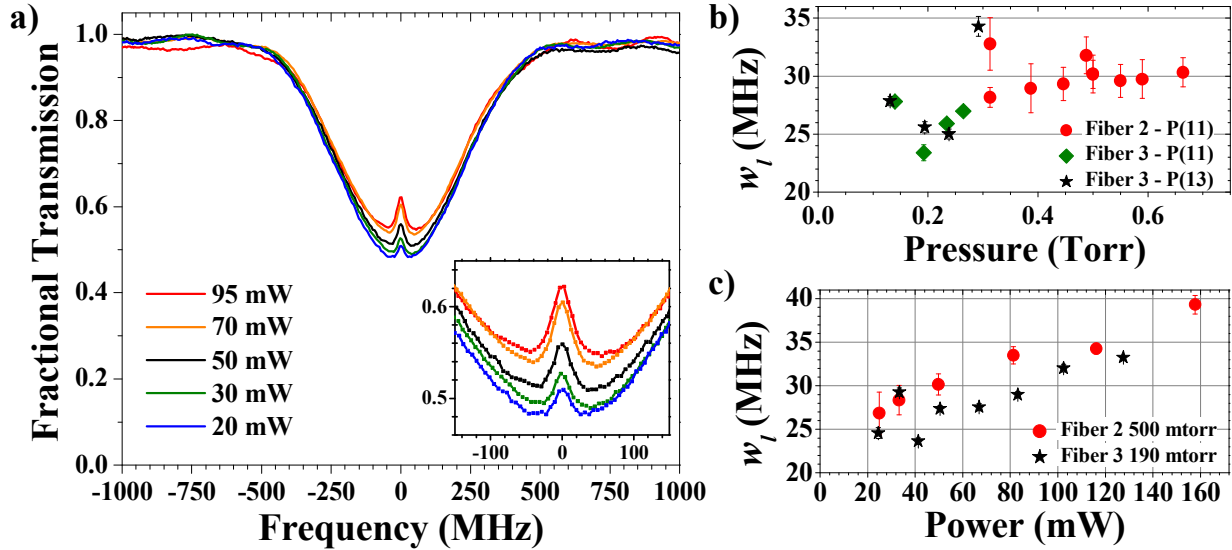 a)
Fractional Transmission
1.0
0.8
0.6
0.4
0.2
0.0
95 mW
70 mW
50 mW
30 mW
20 mW
0.6
0.5
-100 0 100
-1000 -750 -500 -250 0 250 500 750 1000
Frequency (MHz)
b)
w_l (MHz)
35
30
25
20
Fiber 2 - P(11)
Fiber 3 - P(11)
Fiber 3 - P(13)
0.0 0.2 0.4 0.6
Pressure (Torr)
c)
w_l (MHz)
40
35
30
25
20
Fiber 2 500 mtorr
Fiber 3 190 mtorr
0 20 40 60 80 100 120 140 160
Power (mW)